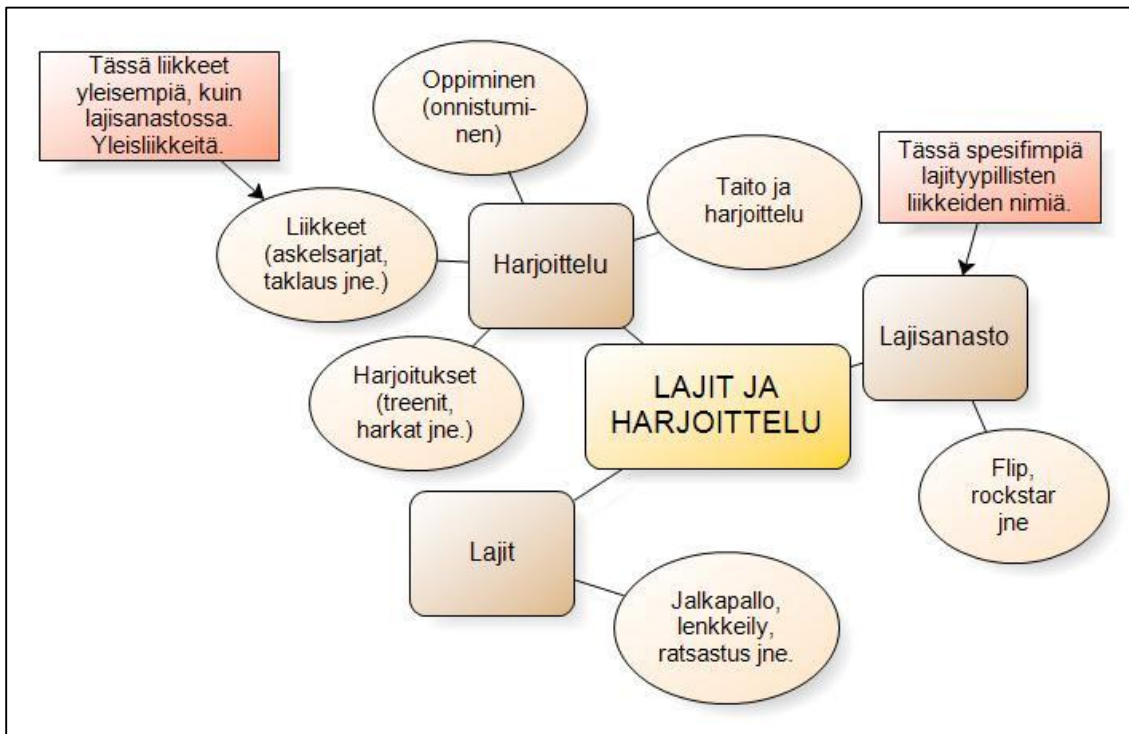 Tässä liikkeet
yleisempiä, kuin
lajisanastossa.
Yleisliikkeitä.
Oppiminen
(onnistumi-
nen)
Taito ja
harjoittelu
Tässä spesifimpiä
lajityypillisten
liikkeiden nimiä.
Liikkeet
(askelsarjat,
taklaus jne.)
Harjoittelu
Lajisanasto
Harjoitukset
(treenit,
harkat jne.)
LAJIT JA
HARJOITTELU
Flip,
rockstar
jne
Lajit
Jalkapallo,
lenkkeily,
ratsastus jne.